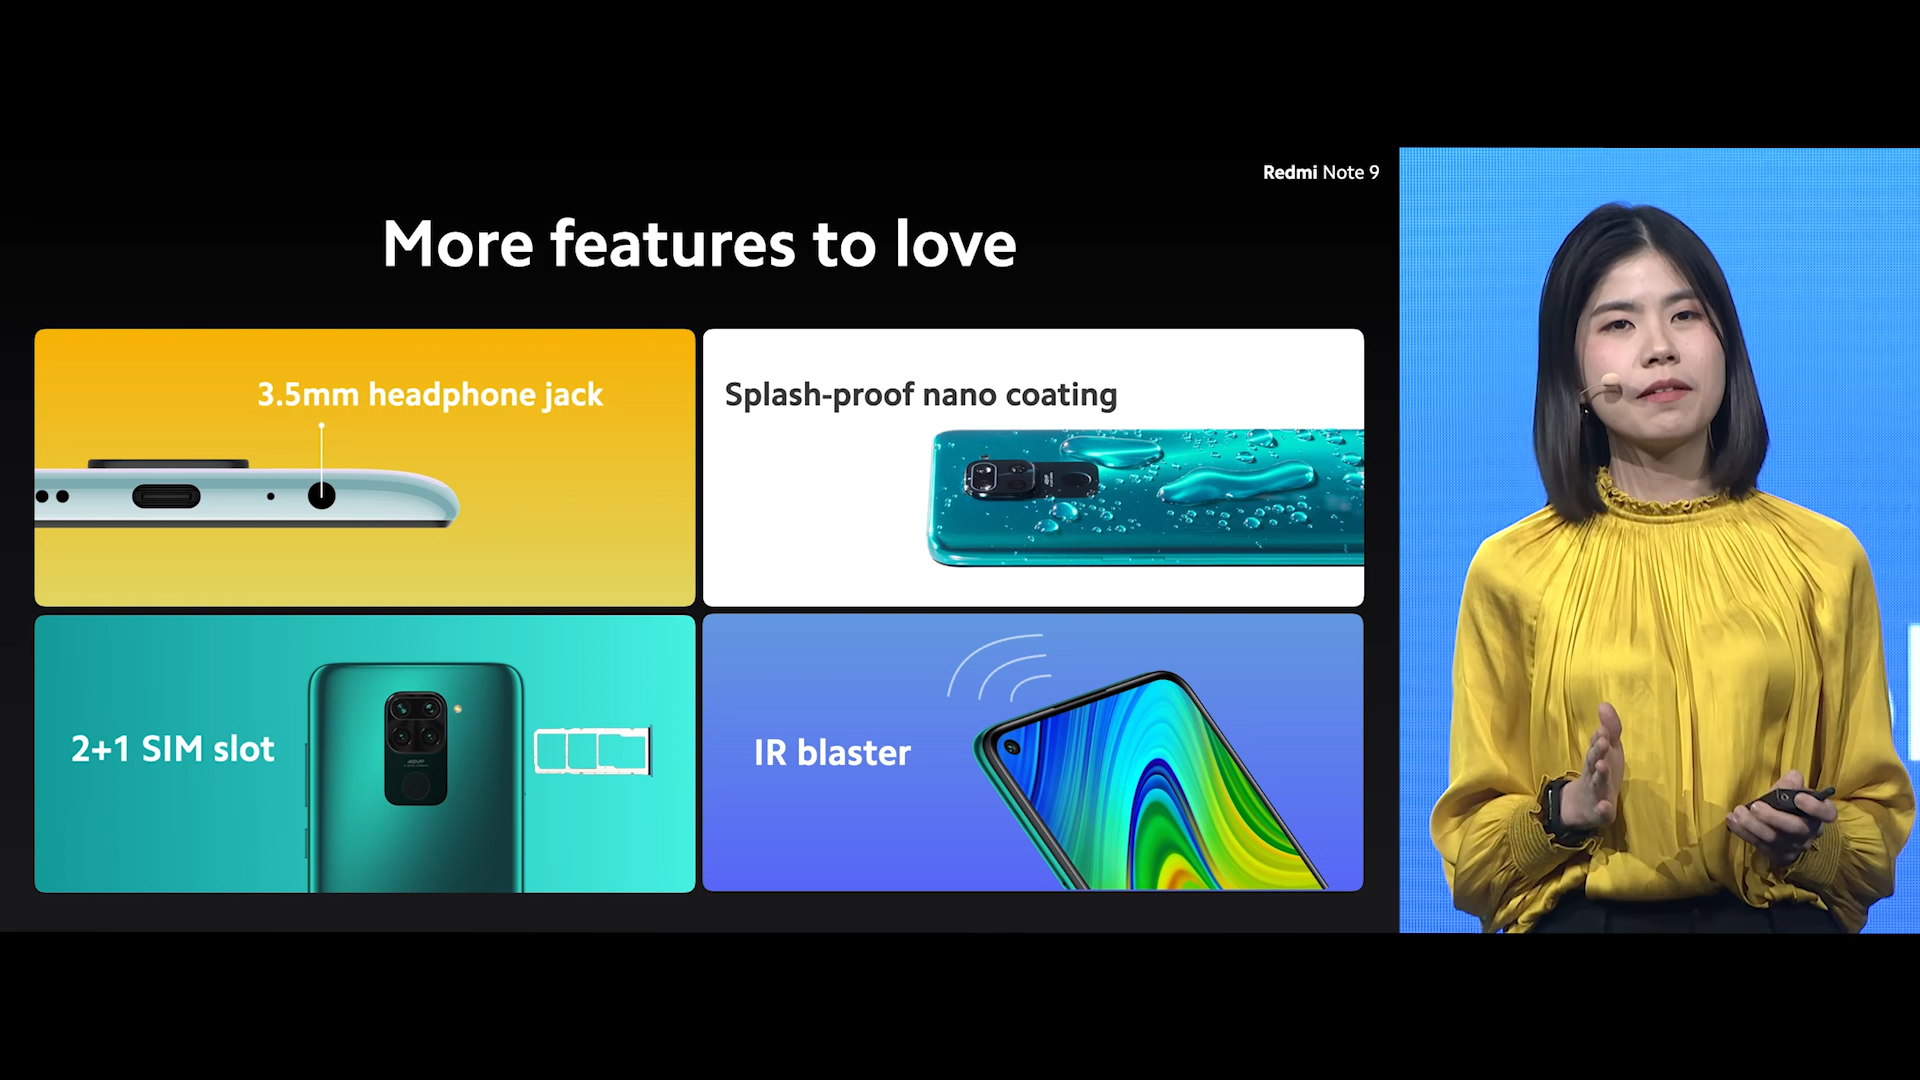 Redmi Note 9
More features to love
3.5mm headphone jack
Splash-proof nano coating
2+1 SIM slot
48MP
IR blaster